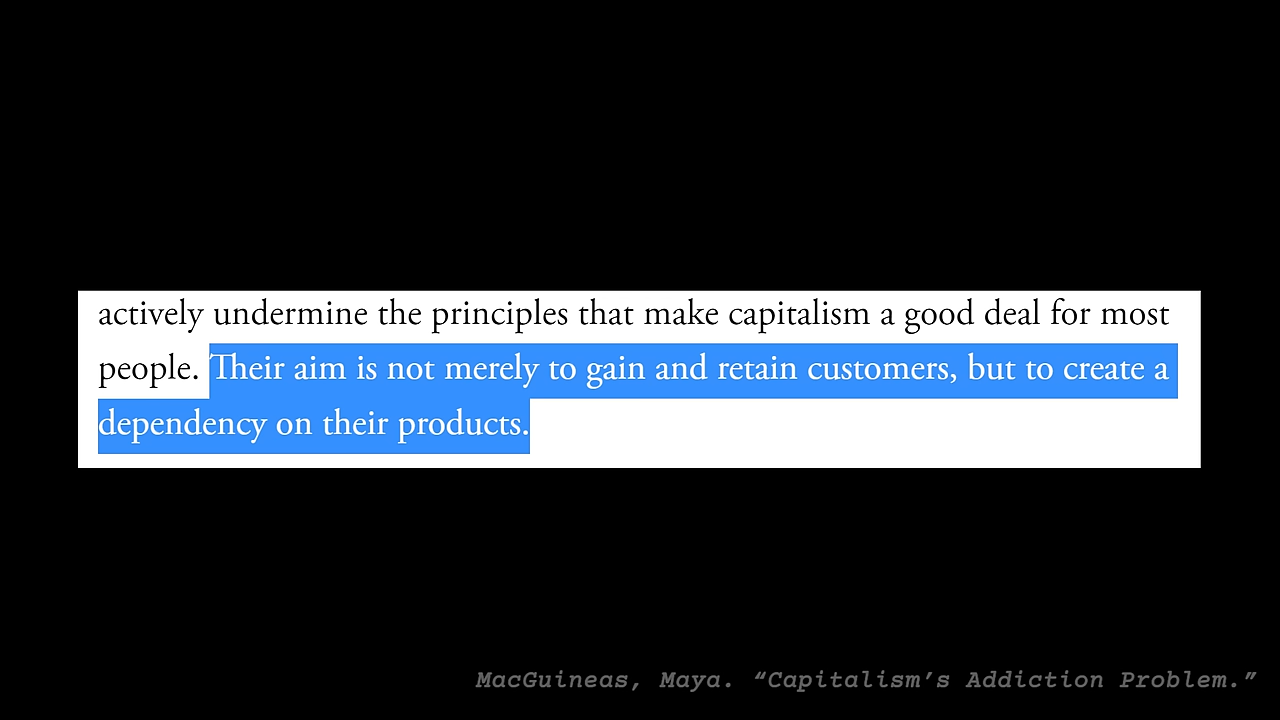 actively undermine the principles that make capitalism a good deal for most
people. Their aim is not merely to gain and retain customers, but to create a
dependency on their products.
MacGuineas, Maya. “Capitalism’s Addiction Problem.”